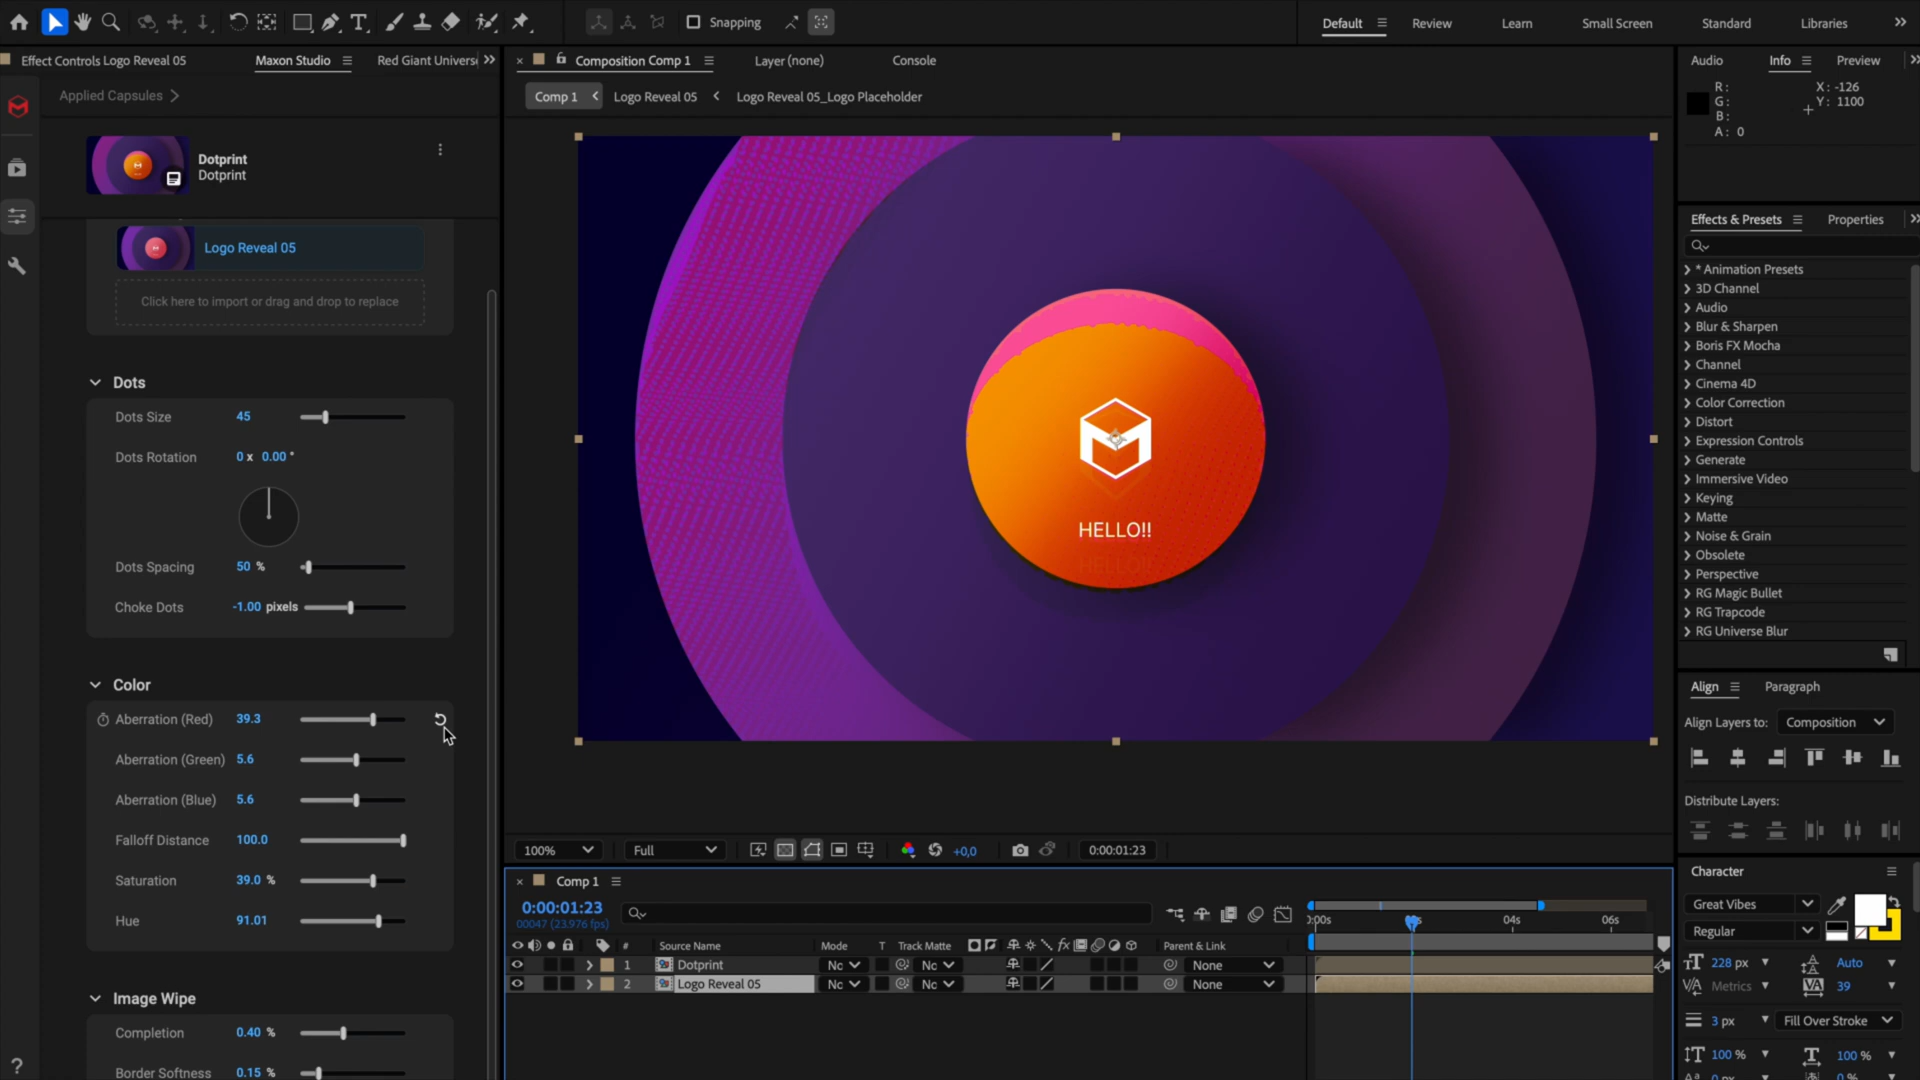 Snapping
Default
Review
Learn
Small Screen
Standard
Libraries
Effect Controls Logo Reveal 05
Maxon Studio
Red Giant Univers
Applied Capsules
Dotprint
Dotprint
Logo Reveal 05
Click here to import or drag and drop to replace
Dots
Dots Size 45
Dots Rotation 0 x 0.00 °
Dots Spacing 50 %
Choke Dots -1.00 pixels
Color
Aberration (Red) 39.3
Aberration (Green) 5.6
Aberration (Blue) 5.6
Falloff Distance 100.0
Saturation 39.0 %
Hue 91.01
Image Wipe
Completion 0.40 %
Border Softness 0.15 %
Composition Comp 1
Layer (none)
Console
Comp 1 < Logo Reveal 05 < Logo Reveal 05_Logo Placeholder
HELLO!!
HELLO!!
100%
Full
+0,0
0:00:01:23
Comp 1
0:00:01:23
00047 (23.976 fps)
04s
06s
# Source Name Mode T Track Matte fx Parent & Link
1 Dotprint Nc Nc None
2 Logo Reveal 05 Nc Nc None
Audio
Info
Preview
R: X: -126
G: Y: 1100
B:
A: 0
Effects & Presets
Properties
* Animation Presets
3D Channel
Audio
Blur & Sharpen
Boris FX Mocha
Channel
Cinema 4D
Color Correction
Distort
Expression Controls
Generate
Immersive Video
Keying
Matte
Noise & Grain
Obsolete
Perspective
RG Magic Bullet
RG Trapcode
RG Universe Blur
Align
Paragraph
Align Layers to: Composition
Distribute Layers:
Character
Great Vibes
Regular
228 px Auto
Metrics 39
3 px Fill Over Stroke
100 % 100 %